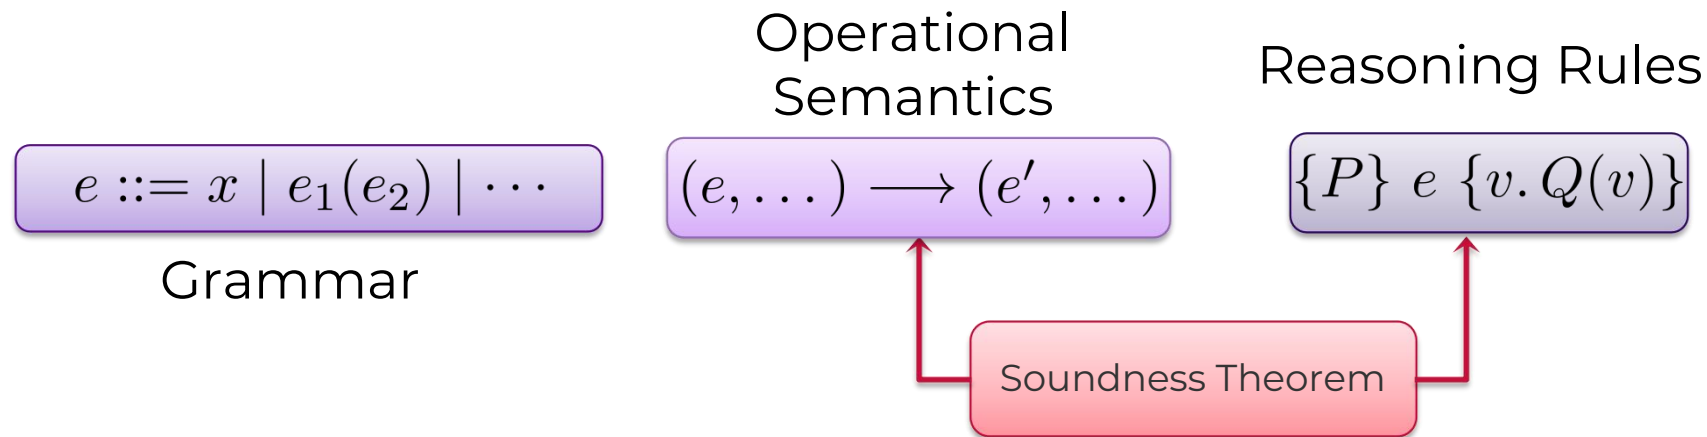 Operational
Semantics
Reasoning Rules
e ::= x | e₁(e₂) | ⋯
(e, … ) ⟶ (e′, … )
{P} e {v. Q(v)}
Grammar
Soundness Theorem